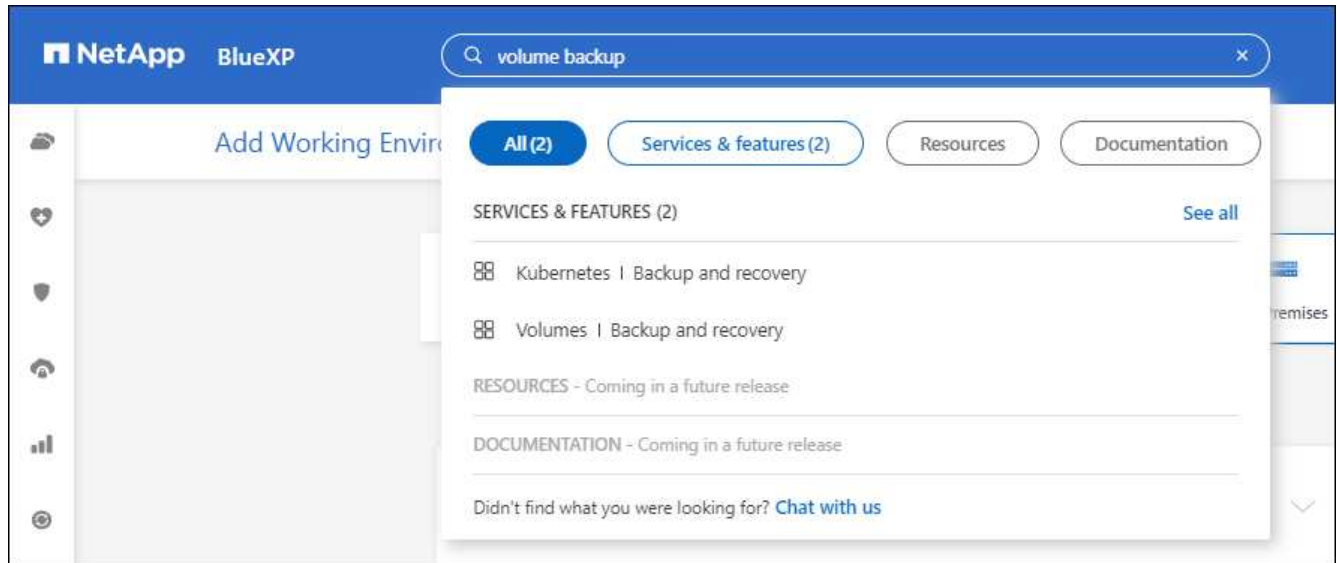 NetApp BlueXP volume backup
Add Working Enviro
All (2) Services & features (2) Resources Documentation
SERVICES & FEATURES (2) See all
Kubernetes | Backup and recovery
Volumes | Backup and recovery
remises
RESOURCES - Coming in a future release
DOCUMENTATION - Coming in a future release
Didn't find what you were looking for? Chat with us